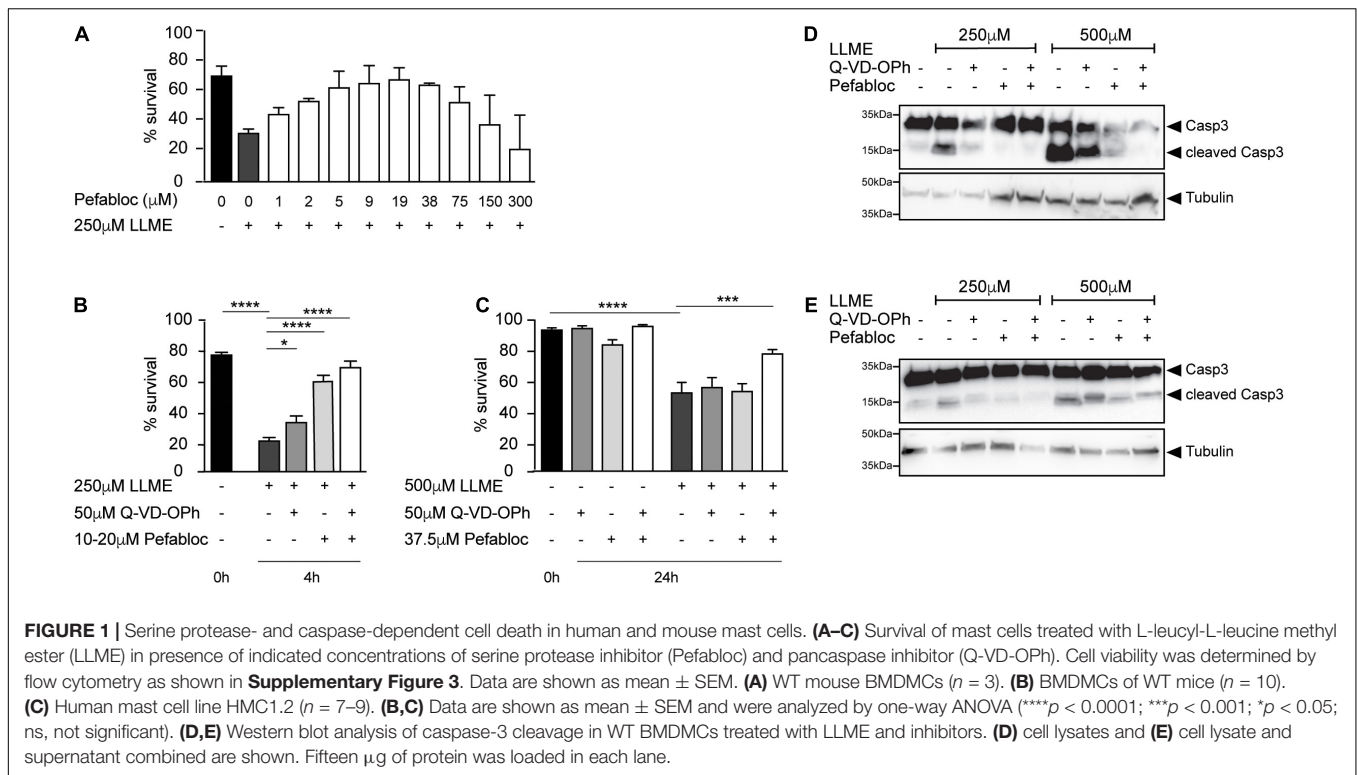 A
100
80
60
40
20
0
% survival
Pefabloc (μM) 0 0 1 2 5 9 19 38 75 150 300
250μM LLME - + + + + + + + + + +
B
**** ****
****
*
100
80
60
40
20
0
% survival
250μM LLME - + + + +
50μM Q-VD-OPh - - + - +
10-20μM Pefabloc - - - + +
0h 4h
C
**** ***
100
80
60
40
20
0
% survival
500μM LLME - - - - + + + +
50μM Q-VD-OPh - + - + - + - +
37.5μM Pefabloc - - + + - - + +
0h 24h
D
250μM 500μM
LLME
Q-VD-OPh - - + - + - + - +
Pefabloc - - - + + - - + +
35kDa
Casp3
15kDa
cleaved Casp3
50kDa
Tubulin
35kDa
E
250μM 500μM
LLME
Q-VD-OPh - - + - + - + - +
Pefabloc - - - + + - - + +
35kDa
Casp3
15kDa
cleaved Casp3
50kDa
Tubulin
35kDa
FIGURE 1 | Serine protease- and caspase-dependent cell death in human and mouse mast cells. (A–C) Survival of mast cells treated with L-leucyl-L-leucine methyl
ester (LLME) in presence of indicated concentrations of serine protease inhibitor (Pefabloc) and pancaspase inhibitor (Q-VD-OPh). Cell viability was determined by
flow cytometry as shown in Supplementary Figure 3. Data are shown as mean ± SEM. (A) WT mouse BMDMCs (n = 3). (B) BMDMCs of WT mice (n = 10).
(C) Human mast cell line HMC1.2 (n = 7–9). (B,C) Data are shown as mean ± SEM and were analyzed by one-way ANOVA (****p < 0.0001; ***p < 0.001; *p < 0.05;
ns, not significant). (D,E) Western blot analysis of caspase-3 cleavage in WT BMDMCs treated with LLME and inhibitors. (D) cell lysates and (E) cell lysate and
supernatant combined are shown. Fifteen μg of protein was loaded in each lane.